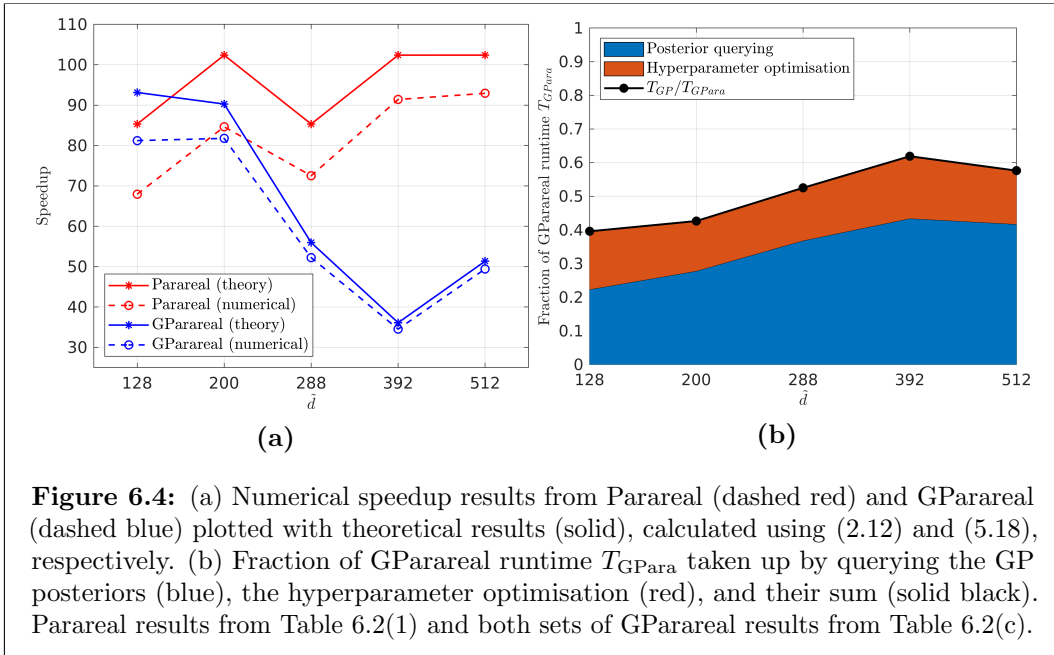 110
100
90
80
70
60
50
40
30
Speedup
Parareal (theory)
Parareal (numerical)
GParareal (theory)
GParareal (numerical)
128 200 288 392 512
d̃
(a)
1
0.9
0.8
0.7
0.6
0.5
0.4
0.3
0.2
0.1
0
Fraction of GParareal runtime T_GPara
Posterior querying
Hyperparameter optimisation
T_GP/T_GPara
128 200 288 392 512
d̃
(b)
Figure 6.4: (a) Numerical speedup results from Parareal (dashed red) and GParareal
(dashed blue) plotted with theoretical results (solid), calculated using (2.12) and (5.18),
respectively. (b) Fraction of GParareal runtime T_GPara taken up by querying the GP
posteriors (blue), the hyperparameter optimisation (red), and their sum (solid black).
Parareal results from Table 6.2(1) and both sets of GParareal results from Table 6.2(c).